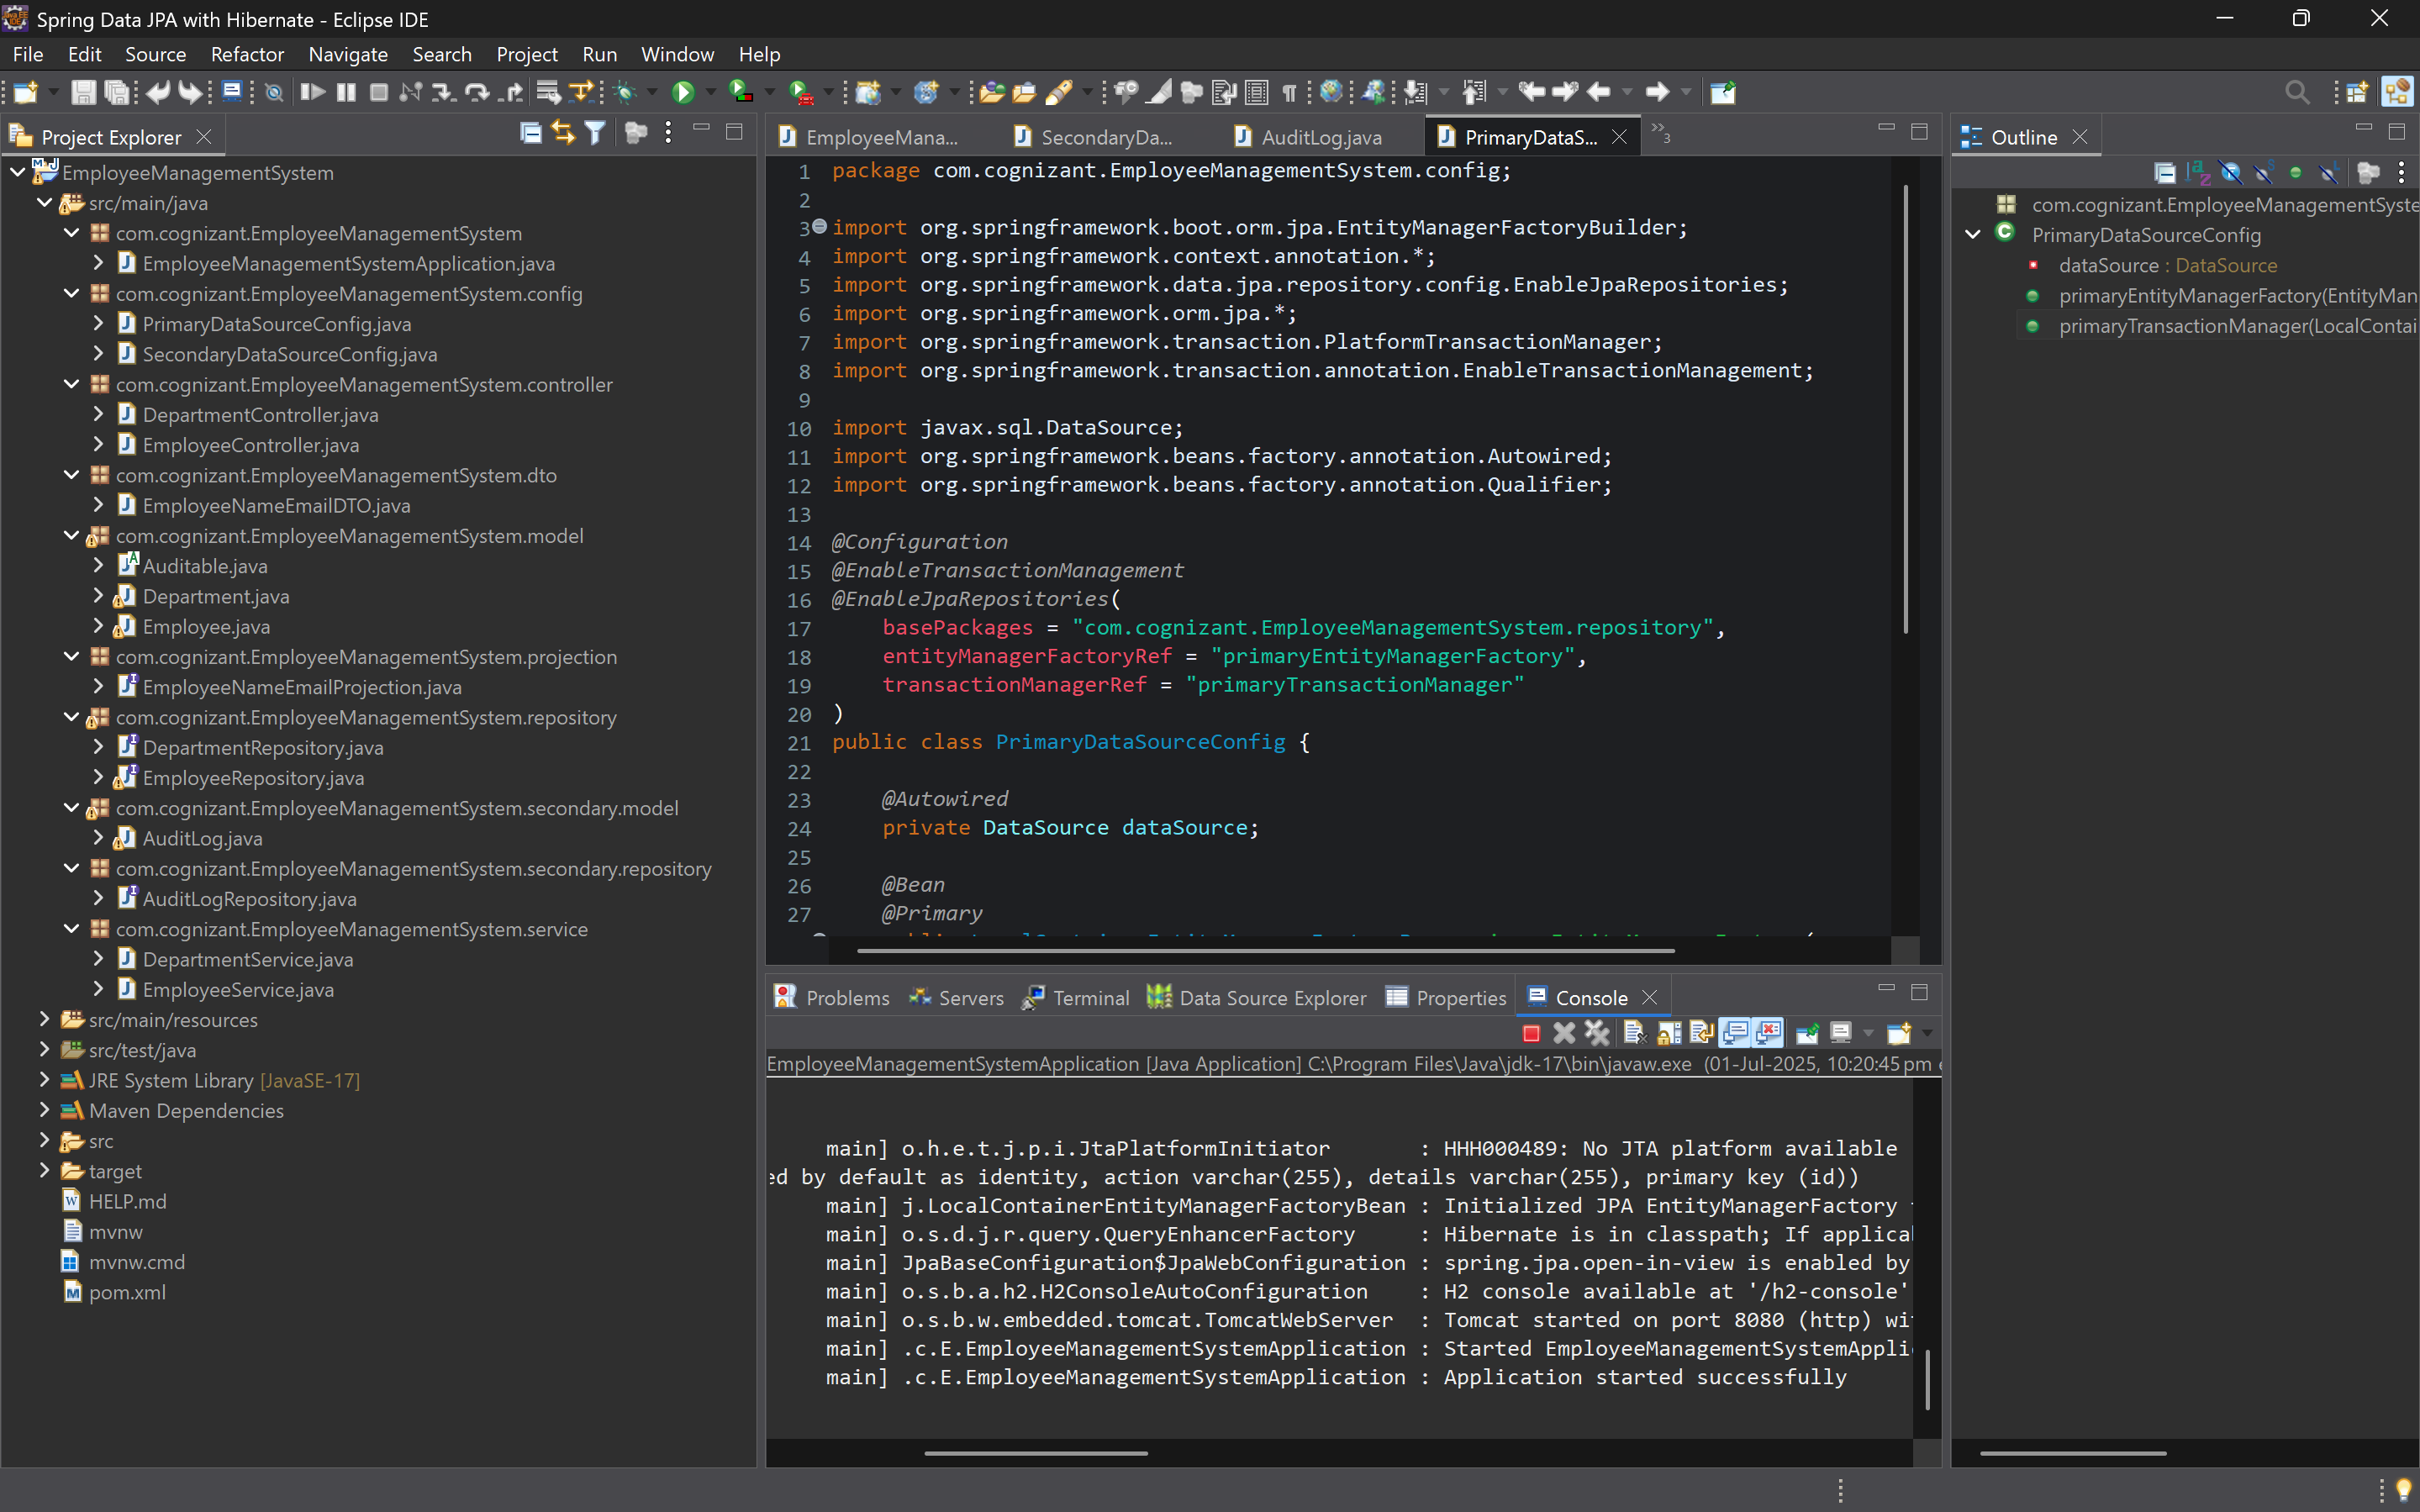 Spring Data JPA with Hibernate - Eclipse IDE
File Edit Source Refactor Navigate Search Project Run Window Help
Project Explorer
EmployeeManagementSystem
src/main/java
com.cognizant.EmployeeManagementSystem
EmployeeManagementSystemApplication.java
com.cognizant.EmployeeManagementSystem.config
PrimaryDataSourceConfig.java
SecondaryDataSourceConfig.java
com.cognizant.EmployeeManagementSystem.controller
DepartmentController.java
EmployeeController.java
com.cognizant.EmployeeManagementSystem.dto
EmployeeNameEmailDTO.java
com.cognizant.EmployeeManagementSystem.model
Auditable.java
Department.java
Employee.java
com.cognizant.EmployeeManagementSystem.projection
EmployeeNameEmailProjection.java
com.cognizant.EmployeeManagementSystem.repository
DepartmentRepository.java
EmployeeRepository.java
com.cognizant.EmployeeManagementSystem.secondary.model
AuditLog.java
com.cognizant.EmployeeManagementSystem.secondary.repository
AuditLogRepository.java
com.cognizant.EmployeeManagementSystem.service
DepartmentService.java
EmployeeService.java
src/main/resources
src/test/java
JRE System Library [JavaSE-17]
Maven Dependencies
src
target
HELP.md
mvnw
mvnw.cmd
pom.xml
EmployeeMana... SecondaryDa... AuditLog.java PrimaryDataS... »3
1 package com.cognizant.EmployeeManagementSystem.config;
2
3 import org.springframework.boot.orm.jpa.EntityManagerFactoryBuilder;
4 import org.springframework.context.annotation.*;
5 import org.springframework.data.jpa.repository.config.EnableJpaRepositories;
6 import org.springframework.orm.jpa.*;
7 import org.springframework.transaction.PlatformTransactionManager;
8 import org.springframework.transaction.annotation.EnableTransactionManagement;
9
10 import javax.sql.DataSource;
11 import org.springframework.beans.factory.annotation.Autowired;
12 import org.springframework.beans.factory.annotation.Qualifier;
13
14 @Configuration
15 @EnableTransactionManagement
16 @EnableJpaRepositories(
17 basePackages = "com.cognizant.EmployeeManagementSystem.repository",
18 entityManagerFactoryRef = "primaryEntityManagerFactory",
19 transactionManagerRef = "primaryTransactionManager"
20 )
21 public class PrimaryDataSourceConfig {
22
23 @Autowired
24 private DataSource dataSource;
25
26 @Bean
27 @Primary
Problems Servers Terminal Data Source Explorer Properties Console
EmployeeManagementSystemApplication [Java Application] C:\Program Files\Java\jdk-17\bin\javaw.exe (01-Jul-2025, 10:20:45 pm
main] o.h.e.t.j.p.i.JtaPlatformInitiator : HHH000489: No JTA platform available
ed by default as identity, action varchar(255), details varchar(255), primary key (id))
main] j.LocalContainerEntityManagerFactoryBean : Initialized JPA EntityManagerFactory
main] o.s.d.j.r.query.QueryEnhancerFactory : Hibernate is in classpath; If applica
main] JpaBaseConfiguration$JpaWebConfiguration : spring.jpa.open-in-view is enabled by
main] o.s.b.a.h2.H2ConsoleAutoConfiguration : H2 console available at '/h2-console'
main] o.s.b.w.embedded.tomcat.TomcatWebServer : Tomcat started on port 8080 (http) wi
main] .c.E.EmployeeManagementSystemApplication : Started EmployeeManagementSystemAppli
main] .c.E.EmployeeManagementSystemApplication : Application started successfully
Outline
com.cognizant.EmployeeManagementSyste
PrimaryDataSourceConfig
dataSource : DataSource
primaryEntityManagerFactory(EntityMan
primaryTransactionManager(LocalContai